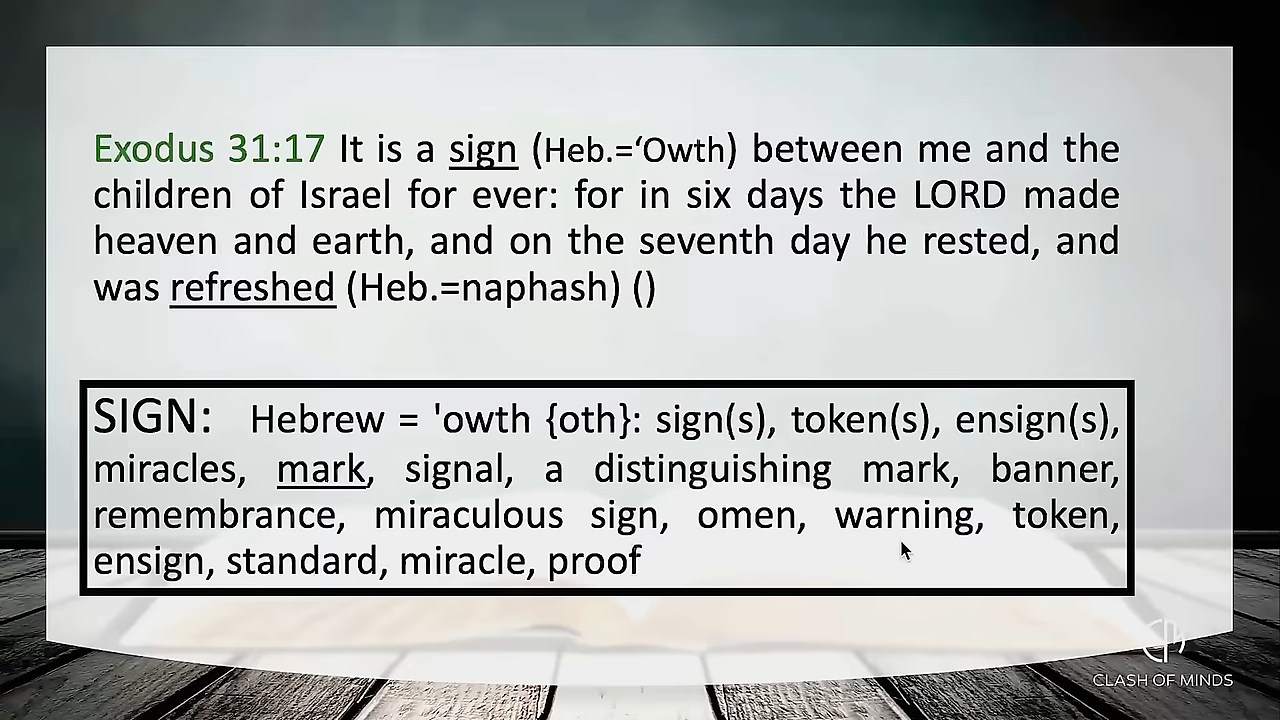 Exodus 31:17 It is a sign (Heb.=‘Owth) between me and the
children of Israel for ever: for in six days the LORD made
heaven and earth, and on the seventh day he rested, and
was refreshed (Heb.=naphash) ()
SIGN: Hebrew = 'owth {oth}: sign(s), token(s), ensign(s),
miracles, mark, signal, a distinguishing mark, banner,
remembrance, miraculous sign, omen, warning, token,
ensign, standard, miracle, proof
CLASH OF MINDS